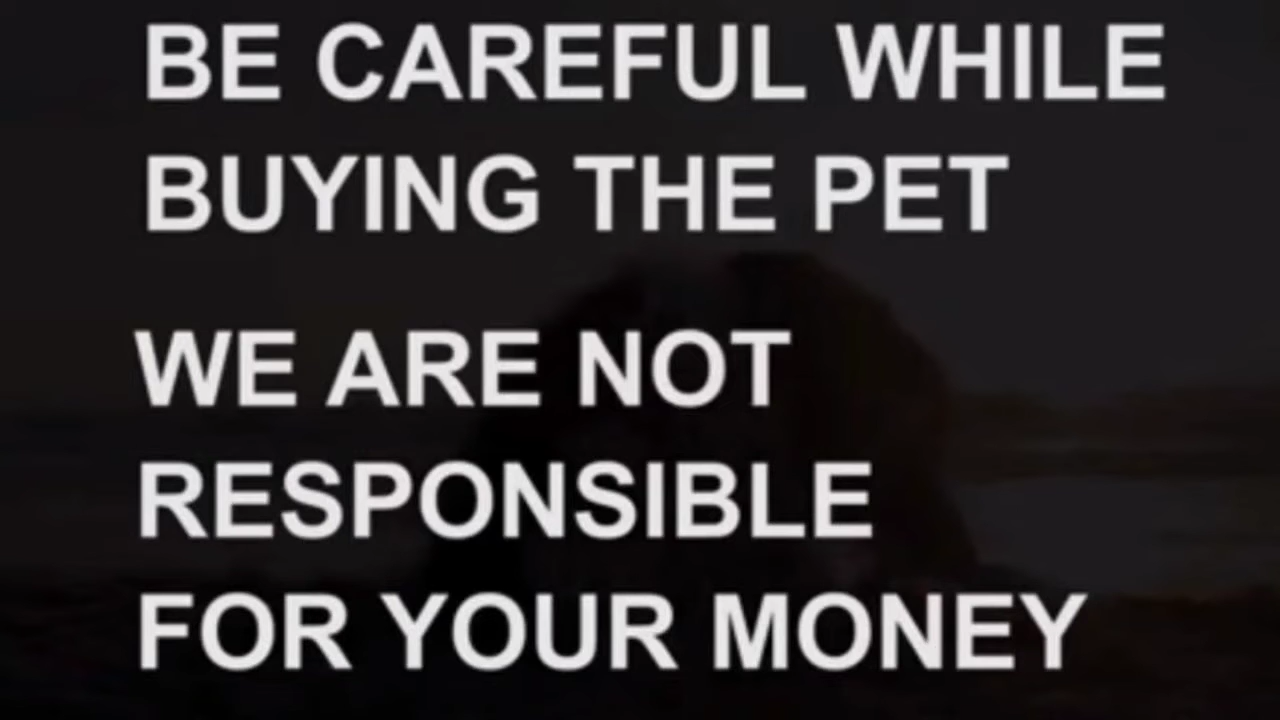 BE CAREFUL WHILE
BUYING THE PET
WE ARE NOT
RESPONSIBLE
FOR YOUR MONEY